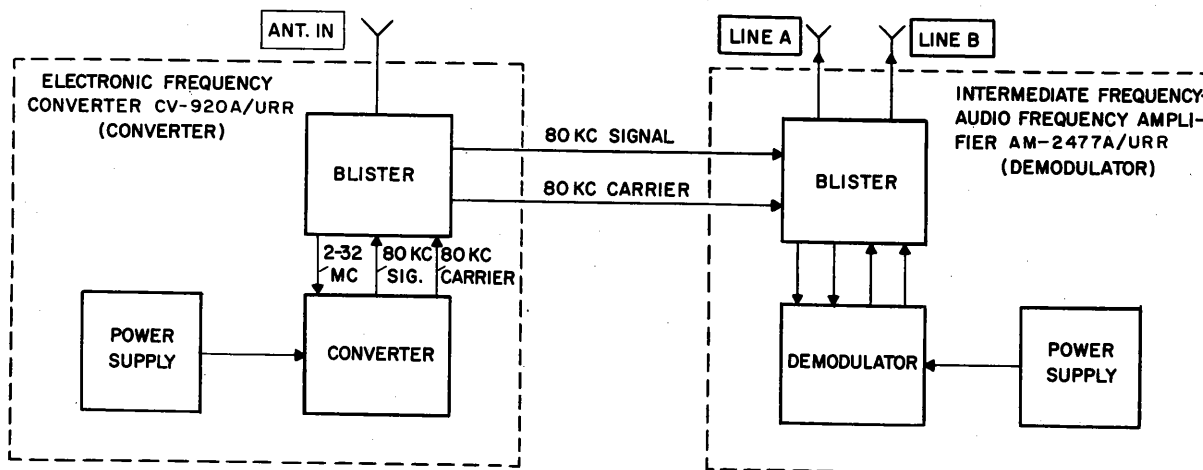 ANT. IN
LINE A
LINE B
ELECTRONIC FREQUENCY
CONVERTER CV-920A/URR
(CONVERTER)
INTERMEDIATE FREQUENCY-
AUDIO FREQUENCY AMPLI-
FIER AM-2477A/URR
(DEMODULATOR)
BLISTER
80 KC SIGNAL
80 KC CARRIER
BLISTER
2-32
MC
80 KC
SIG.
80 KC
CARRIER
POWER
SUPPLY
CONVERTER
DEMODULATOR
POWER
SUPPLY